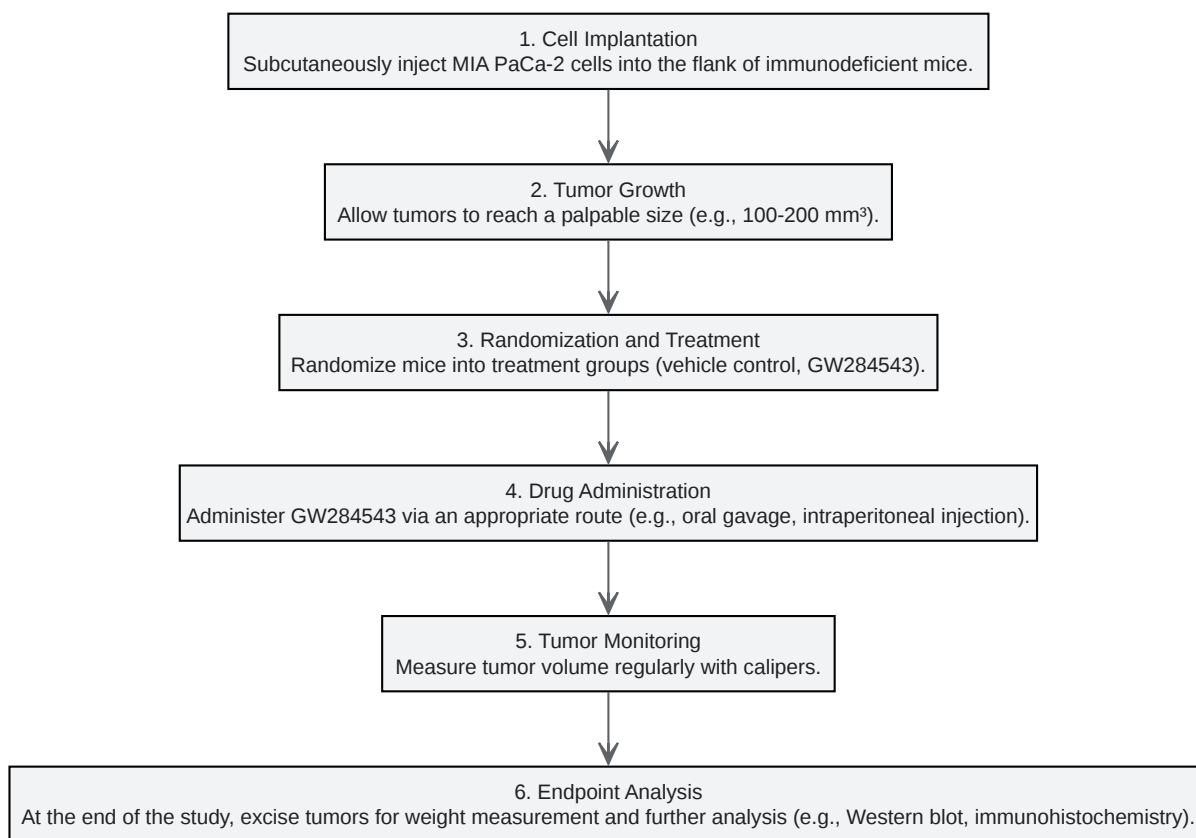 1. Cell Implantation
Subcutaneously inject MIA PaCa-2 cells into the flank of immunodeficient mice.
2. Tumor Growth
Allow tumors to reach a palpable size (e.g., 100-200 mm³).
3. Randomization and Treatment
Randomize mice into treatment groups (vehicle control, GW284543).
4. Drug Administration
Administer GW284543 via an appropriate route (e.g., oral gavage, intraperitoneal injection).
5. Tumor Monitoring
Measure tumor volume regularly with calipers.
6. Endpoint Analysis
At the end of the study, excise tumors for weight measurement and further analysis (e.g., Western blot, immunohistochemistry).